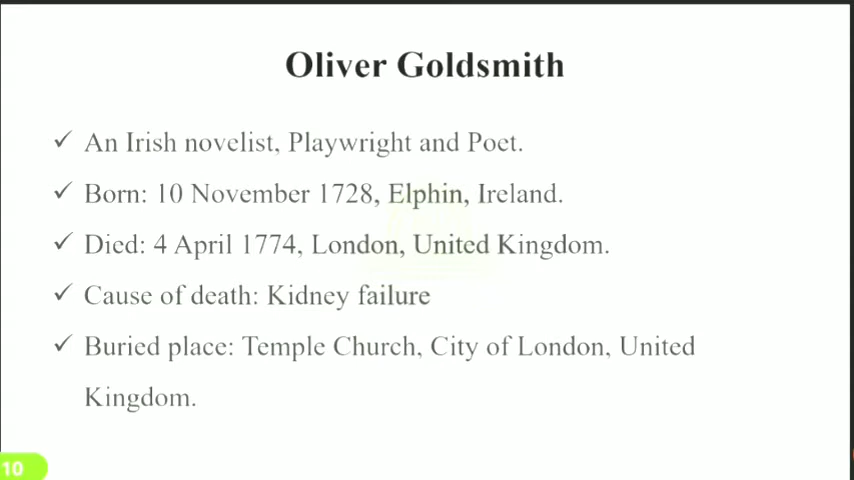 Oliver Goldsmith
✓ An Irish novelist, Playwright and Poet.
✓ Born: 10 November 1728, Elphin, Ireland.
✓ Died: 4 April 1774, London, United Kingdom.
✓ Cause of death: Kidney failure
✓ Buried place: Temple Church, City of London, United
Kingdom.
10